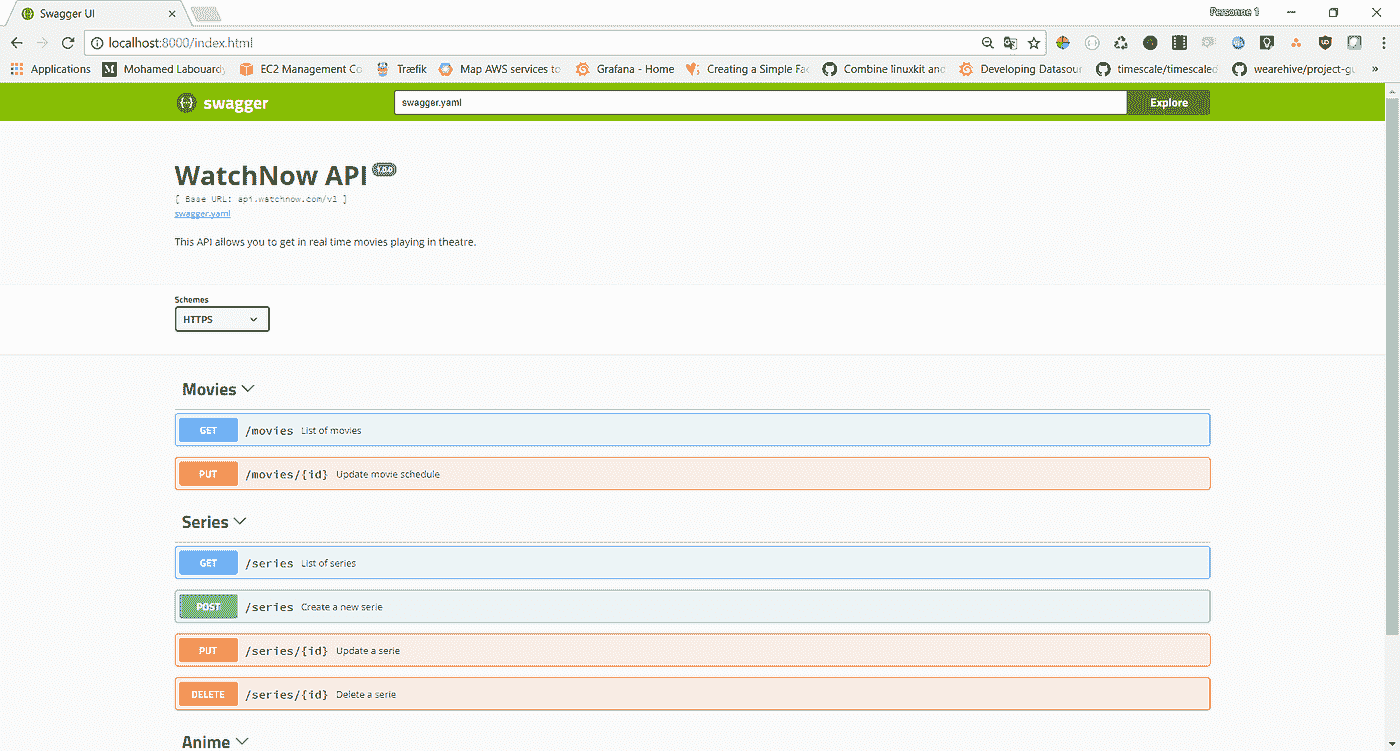 Swagger UI
Personne 1
localhost:8000/index.html
Applications
Mohamed Labouardy
EC2 Management Co
Træfik
Map AWS services to
Grafana - Home
Creating a Simple Fac
Combine linuxkit and
Developing Datasour
timescale/timescaled
wearehive/project-gu
»
swagger
swagger.yaml
Explore
WatchNow API 1.0.0
[ Base URL: api.watchnow.com/v1 ]
swagger.yaml
This API allows you to get in real time movies playing in theatre.
Schemes
HTTPS
Movies
GET /movies List of movies
PUT /movies/{id} Update movie schedule
Series
GET /series List of series
POST /series Create a new serie
PUT /series/{id} Update a serie
DELETE /series/{id} Delete a serie
Anime